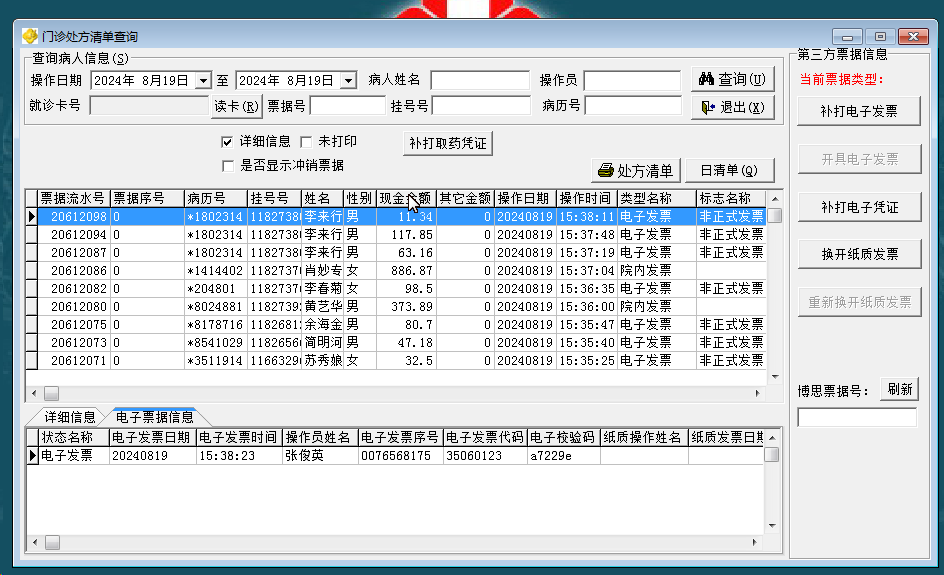 门诊处方清单查询
查询病人信息(S)
操作日期 2024年 8月19日 至 2024年 8月19日 病人姓名 操作员 查询(U)
就诊卡号 读卡(R) 票据号 挂号号 病历号 退出(X)
详细信息 未打印 补打取药凭证
是否显示冲销票据
处方清单 日清单(Q)
票据流水号 票据序号 病历号 挂号号 姓名 性别 现金金额 其它金额 操作日期 操作时间 类型名称 标志名称
20612098 0 *1802314 1182738 李来行 男 11.34 0 20240819 15:38:11 电子发票 非正式发票
20612094 0 *1802314 1182738 李来行 男 117.85 0 20240819 15:37:48 电子发票 非正式发票
20612087 0 *1802314 1182738 李来行 男 63.16 0 20240819 15:37:19 电子发票 非正式发票
20612086 0 *1414402 1182737 肖妙专 女 886.87 0 20240819 15:37:04 院内发票
20612082 0 *204801 1182737 李春菊 女 98.5 0 20240819 15:36:35 电子发票 非正式发票
20612080 0 *8024881 1182739 黄艺华 男 373.89 0 20240819 15:36:00 院内发票
20612075 0 *8178716 1182681 余海金 男 80.7 0 20240819 15:35:47 电子发票 非正式发票
20612073 0 *8541029 1182656 简明河 男 47.18 0 20240819 15:35:40 电子发票 非正式发票
20612071 0 *3511914 1166329 苏秀娘 女 32.5 0 20240819 15:35:25 电子发票 非正式发票
详细信息 电子票据信息
状态名称 电子发票日期 电子发票时间 操作员姓名 电子发票序号 电子发票代码 电子校验码 纸质操作姓名 纸质发票日期
电子发票 20240819 15:38:23 张俊英 0076568175 35060123 a7229e
第三方票据信息
当前票据类型:
补打电子发票
开具电子发票
补打电子凭证
换开纸质发票
重新换开纸质发票
博思票据号: 刷新